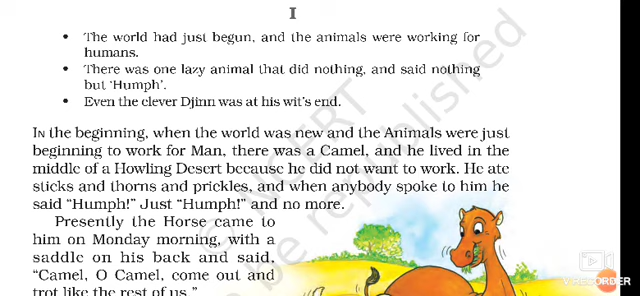 I
• The world had just begun, and the animals were working for
humans.
• There was one lazy animal that did nothing, and said nothing
but ‘Humph’.
• Even the clever Djinn was at his wit’s end.
IN the beginning, when the world was new and the Animals were just
beginning to work for Man, there was a Camel, and he lived in the
middle of a Howling Desert because he did not want to work. He ate
sticks and thorns and prickles, and when anybody spoke to him he
said “Humph!” Just “Humph!” and no more.
Presently the Horse came to
him on Monday morning, with a
saddle on his back and said,
“Camel, O Camel, come out and
trot like the rest of us.”
© NCERT
be republished
V RECORDER